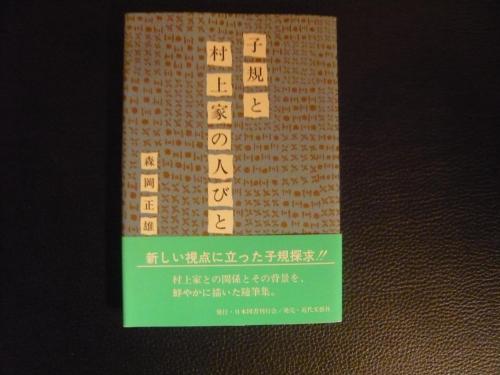 子規と
村上家の人びと
森岡正雄
新しい視点に立った子規探求!!
村上家との関係とその背景を、
鮮やかに描いた随筆集。
発行・日本図書刊行会/発売・近代文藝社